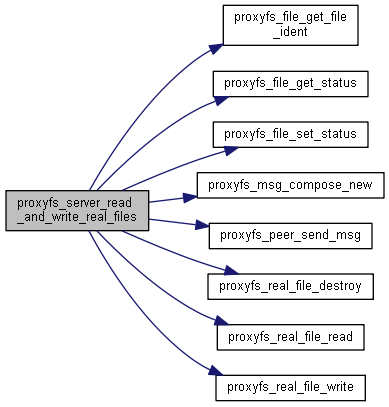 proxyfs_file_get_file
_ident
proxyfs_file_get_status
proxyfs_file_set_status
proxyfs_msg_compose_new
proxyfs_server_read
_and_write_real_files
proxyfs_peer_send_msg
proxyfs_real_file_destroy
proxyfs_real_file_read
proxyfs_real_file_write